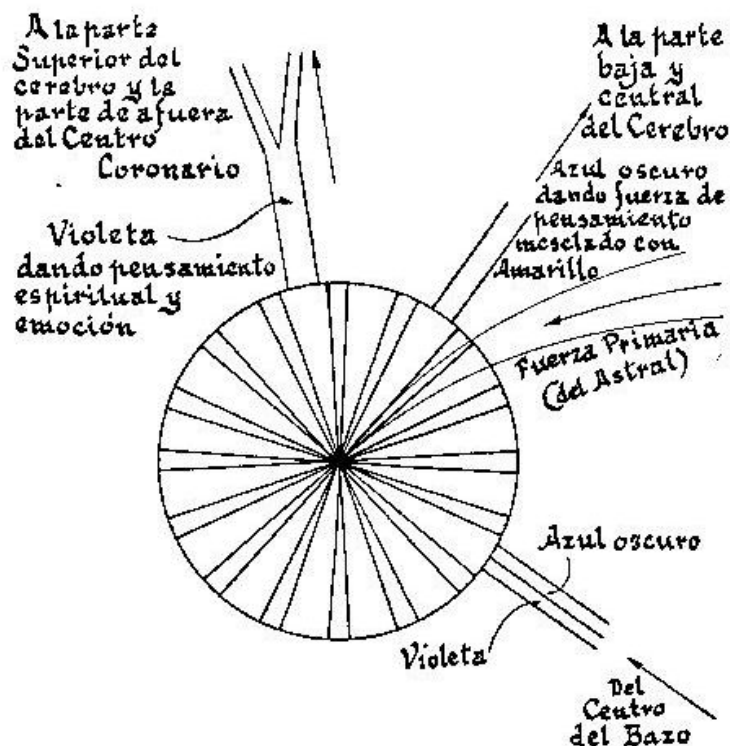 A la parte
Superior del
cerebro y la
parte de afuera
del Centro
Coronario
Violeta
dando pensamiento
espiritual y
emoción
A la parte
baja y
central
del Cerebro
Azul oscuro
dando fuerza de
pensamiento
mesclado con
Amarillo
Fuerza Primaria
(del Astral)
Azul oscuro
Violeta
Del
Centro
del Bazo